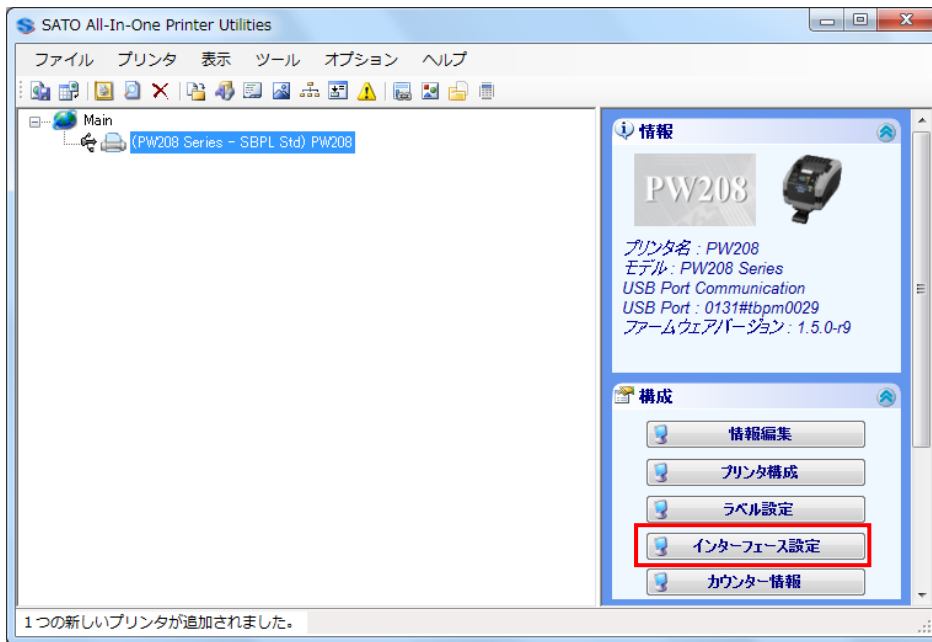 SATO All-In-One Printer Utilities
ファイル プリンタ 表示 ツール オプション ヘルプ
Main
(PW208 Series - SBPL Std) PW208
情報
PW208
プリンタ名 : PW208
モデル : PW208 Series
USB Port Communication
USB Port : 0131#tbpm0029
ファームウェアバージョン : 1.5.0-r9
構成
情報編集
プリンタ構成
ラベル設定
インターフェース設定
カウンター情報
1つの新しいプリンタが追加されました。